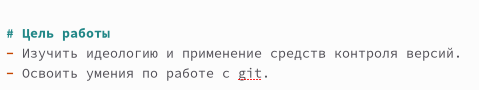 # Цель работы
- Изучить идеологию и применение средств контроля версий.
- Освоить умения по работе с git.